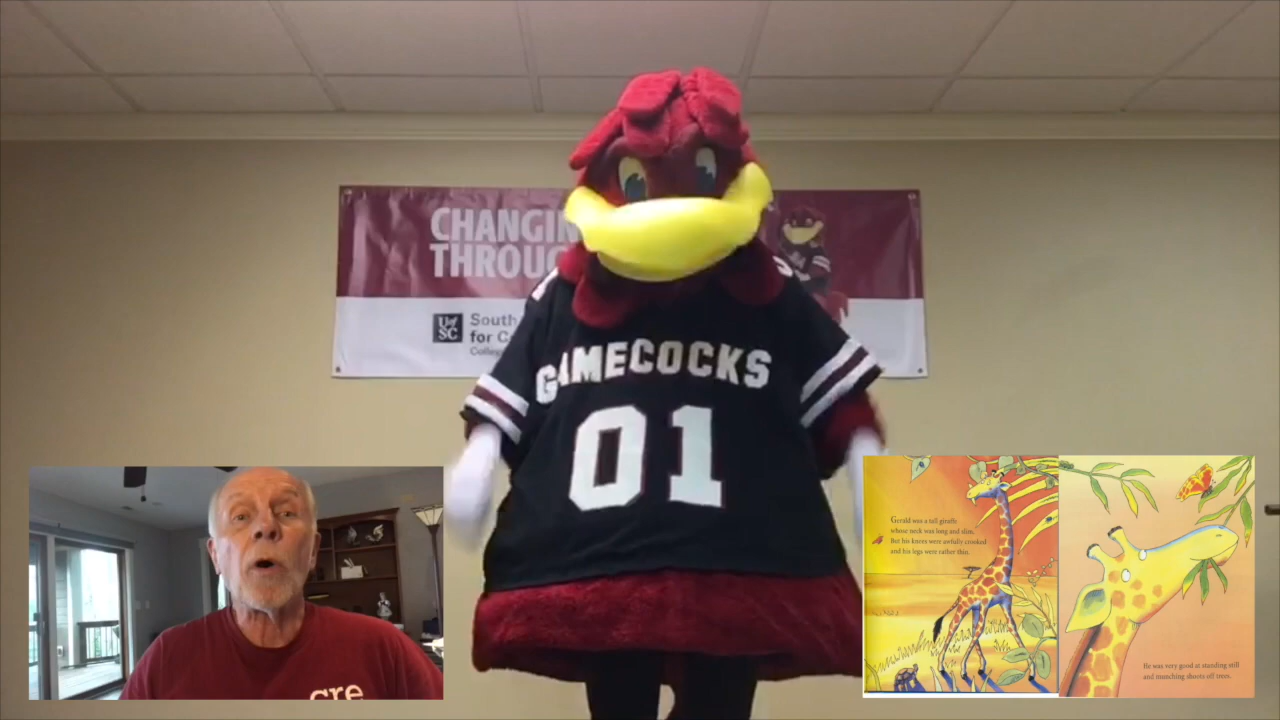 CHANGIN
THROUG
UofSC
South
for C
Colleg
GAMECOCKS
01
cre
Gerald was a tall giraffe
whose neck was long and slim.
But his knees were awfully crooked
and his legs were rather thin.
He was very good at standing still
and munching shoots off trees.